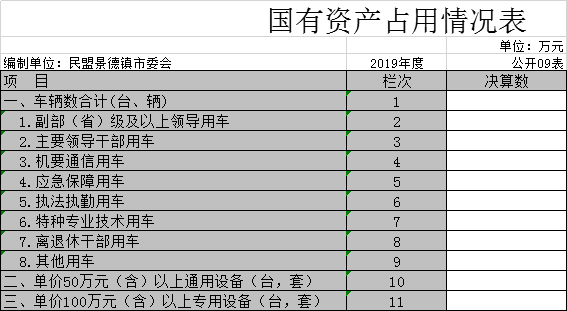 国有资产占用情况表
单位：万元
编制单位：民盟景德镇市委会 2019年度 公开09表
项 目 栏次 决算数
一、车辆数合计(台、辆) 1
1.副部（省）级及以上领导用车 2
2.主要领导干部用车 3
3.机要通信用车 4
4.应急保障用车 5
5.执法执勤用车 6
6.特种专业技术用车 7
7.离退休干部用车 8
8.其他用车 9
二、单价50万元（含）以上通用设备（台，套） 10
三、单价100万元（含）以上专用设备（台，套） 11